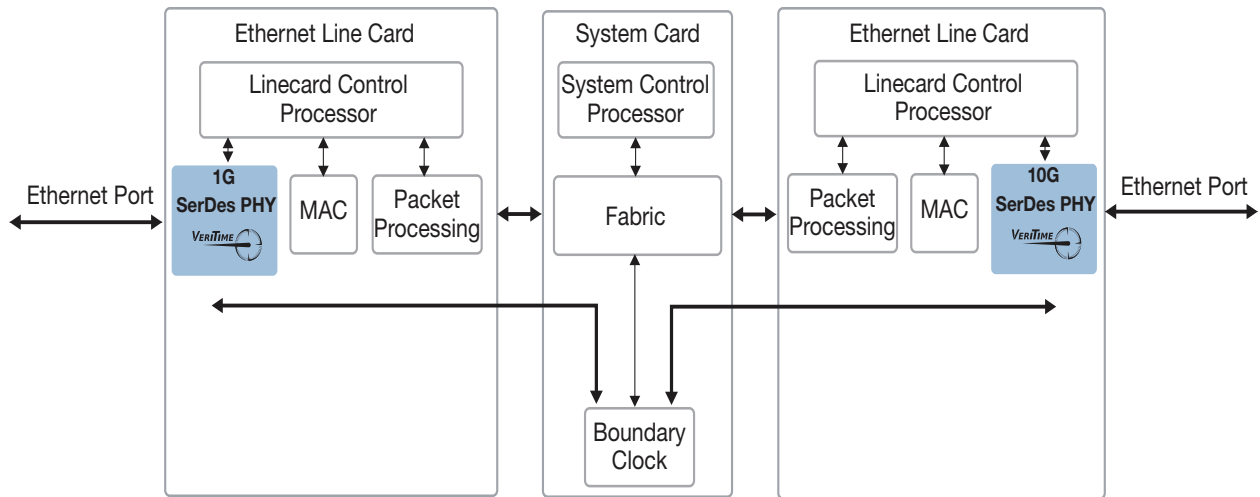 Ethernet Line Card
System Card
Ethernet Line Card
Linecard Control
Processor
System Control
Processor
Linecard Control
Processor
Ethernet Port
1G
SerDes PHY
VERITIME
MAC
Packet
Processing
Fabric
Packet
Processing
MAC
10G
SerDes PHY
VERITIME
Ethernet Port
Boundary
Clock